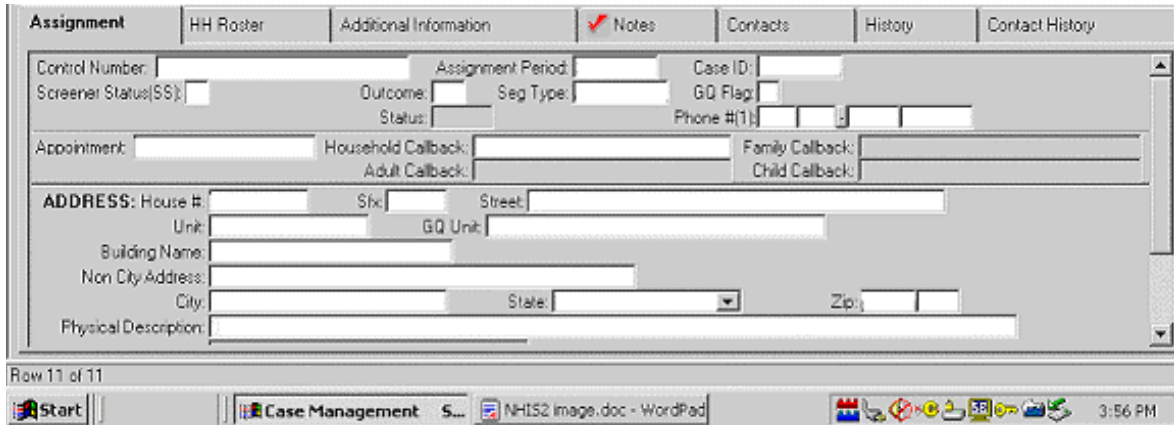 Assignment HH Roster Additional Information Notes Contacts History Contact History
Control Number: Assignment Period: Case ID:
Screener Status(SS): Outcome: Seg Type: GQ Flag:
Status: Phone #(1): -
Appointment: Household Callback: Family Callback:
Adult Callback: Child Callback:
ADDRESS: House #: Sfx: Street:
Unit: GQ Unit:
Building Name:
Non City Address:
City: State: Zip:
Physical Description:
Row 11 of 11
Start Case Management S... NHIS2 image.doc - WordPad 3:56 PM